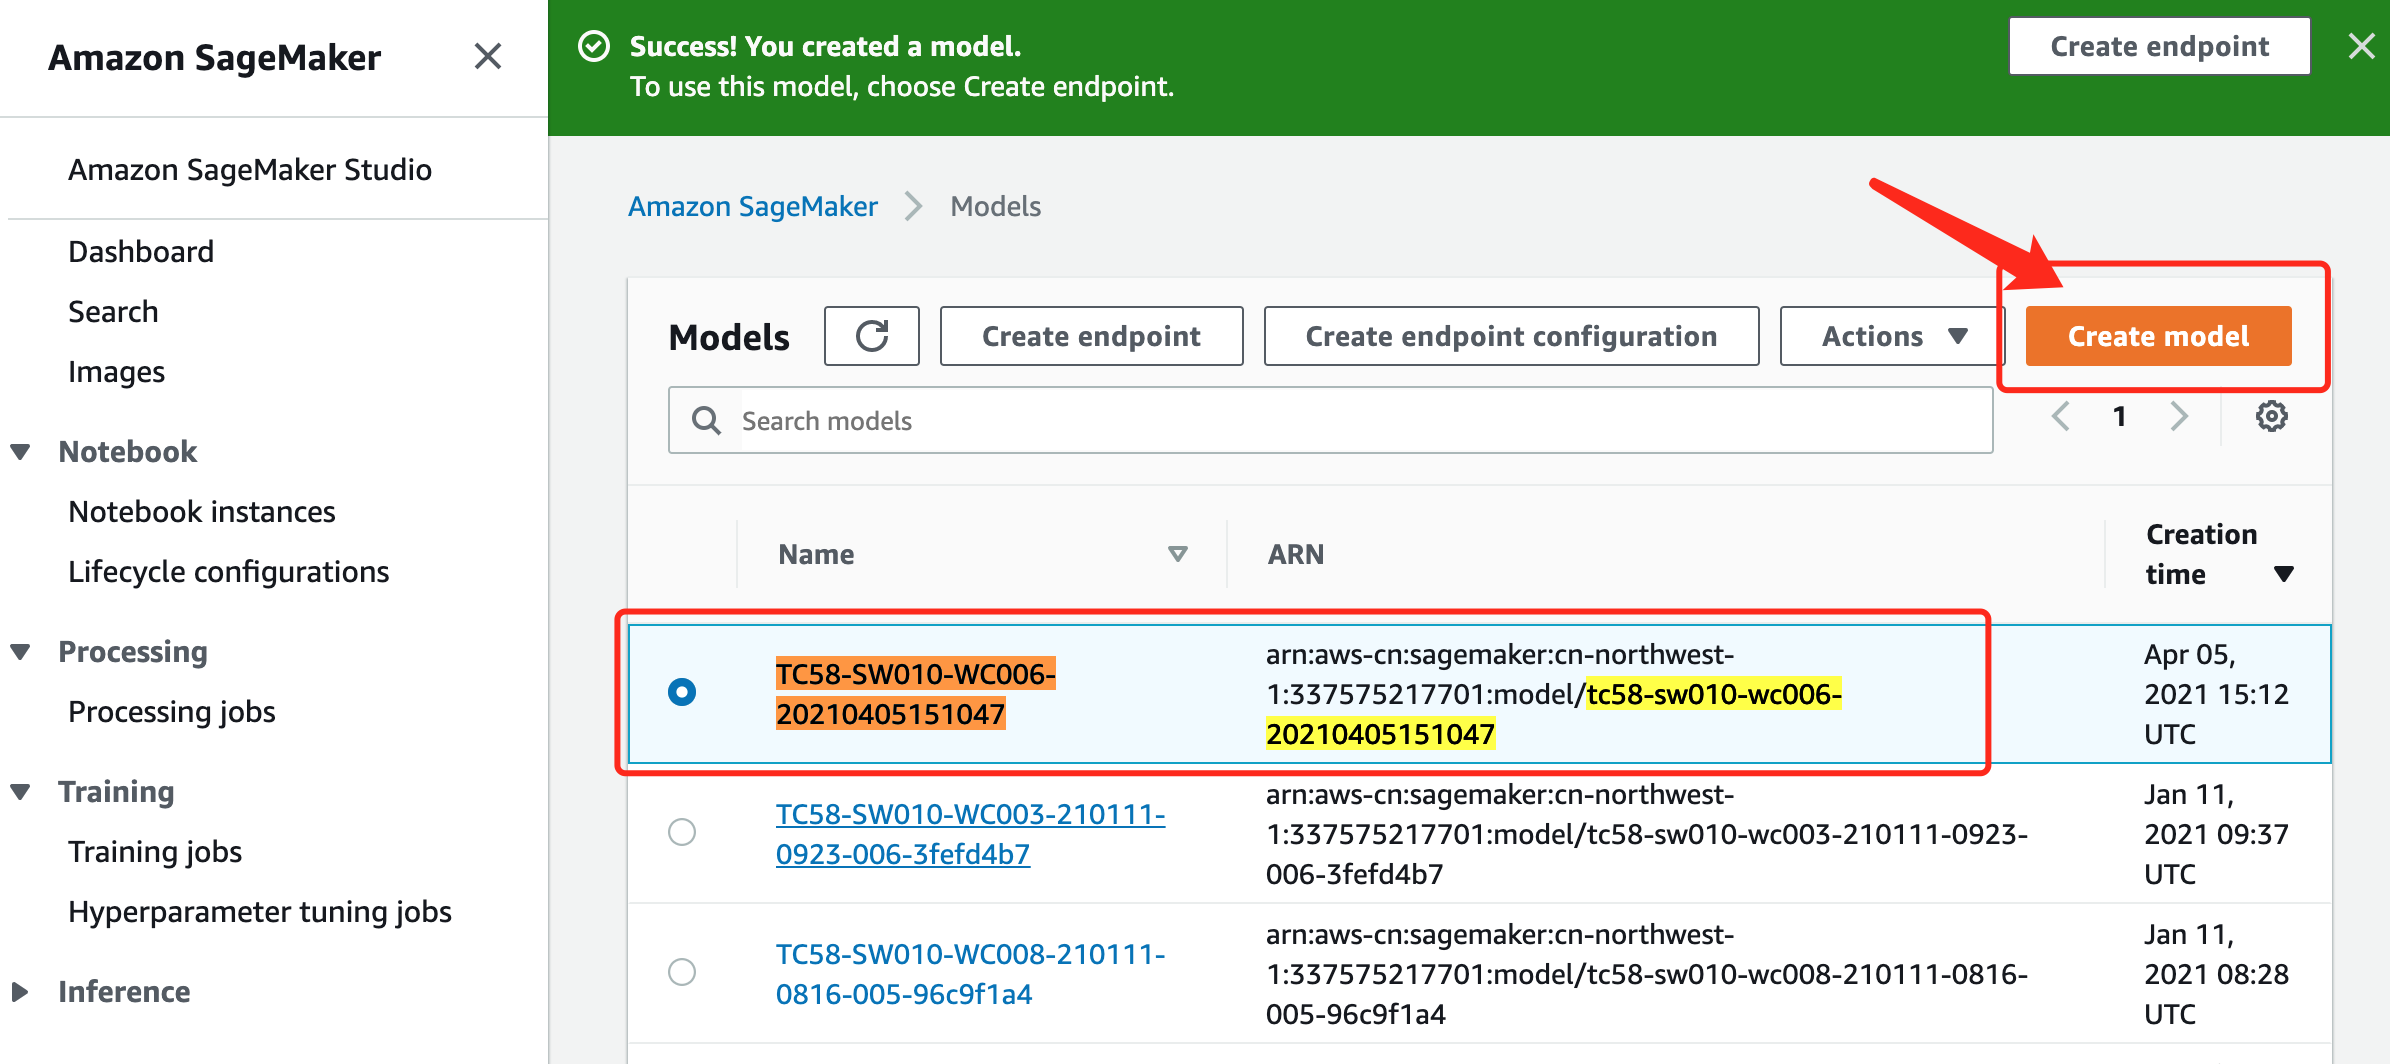 Amazon SageMaker
Amazon SageMaker Studio
Dashboard
Search
Images
Notebook
Notebook instances
Lifecycle configurations
Processing
Processing jobs
Training
Training jobs
Hyperparameter tuning jobs
Inference
Success! You created a model.
To use this model, choose Create endpoint.
Create endpoint
Amazon SageMaker
Models
Models
Create endpoint
Create endpoint configuration
Actions
Create model
Search models
1
Name
ARN
Creation
time
TC58-SW010-WC006-
20210405151047
arn:aws-cn:sagemaker:cn-northwest-
1:337575217701:model/tc58-sw010-wc006-
20210405151047
Apr 05,
2021 15:12
UTC
TC58-SW010-WC003-210111-
0923-006-3fefd4b7
arn:aws-cn:sagemaker:cn-northwest-
1:337575217701:model/tc58-sw010-wc003-210111-0923-
006-3fefd4b7
Jan 11,
2021 09:37
UTC
TC58-SW010-WC008-210111-
0816-005-96c9f1a4
arn:aws-cn:sagemaker:cn-northwest-
1:337575217701:model/tc58-sw010-wc008-210111-0816-
005-96c9f1a4
Jan 11,
2021 08:28
UTC